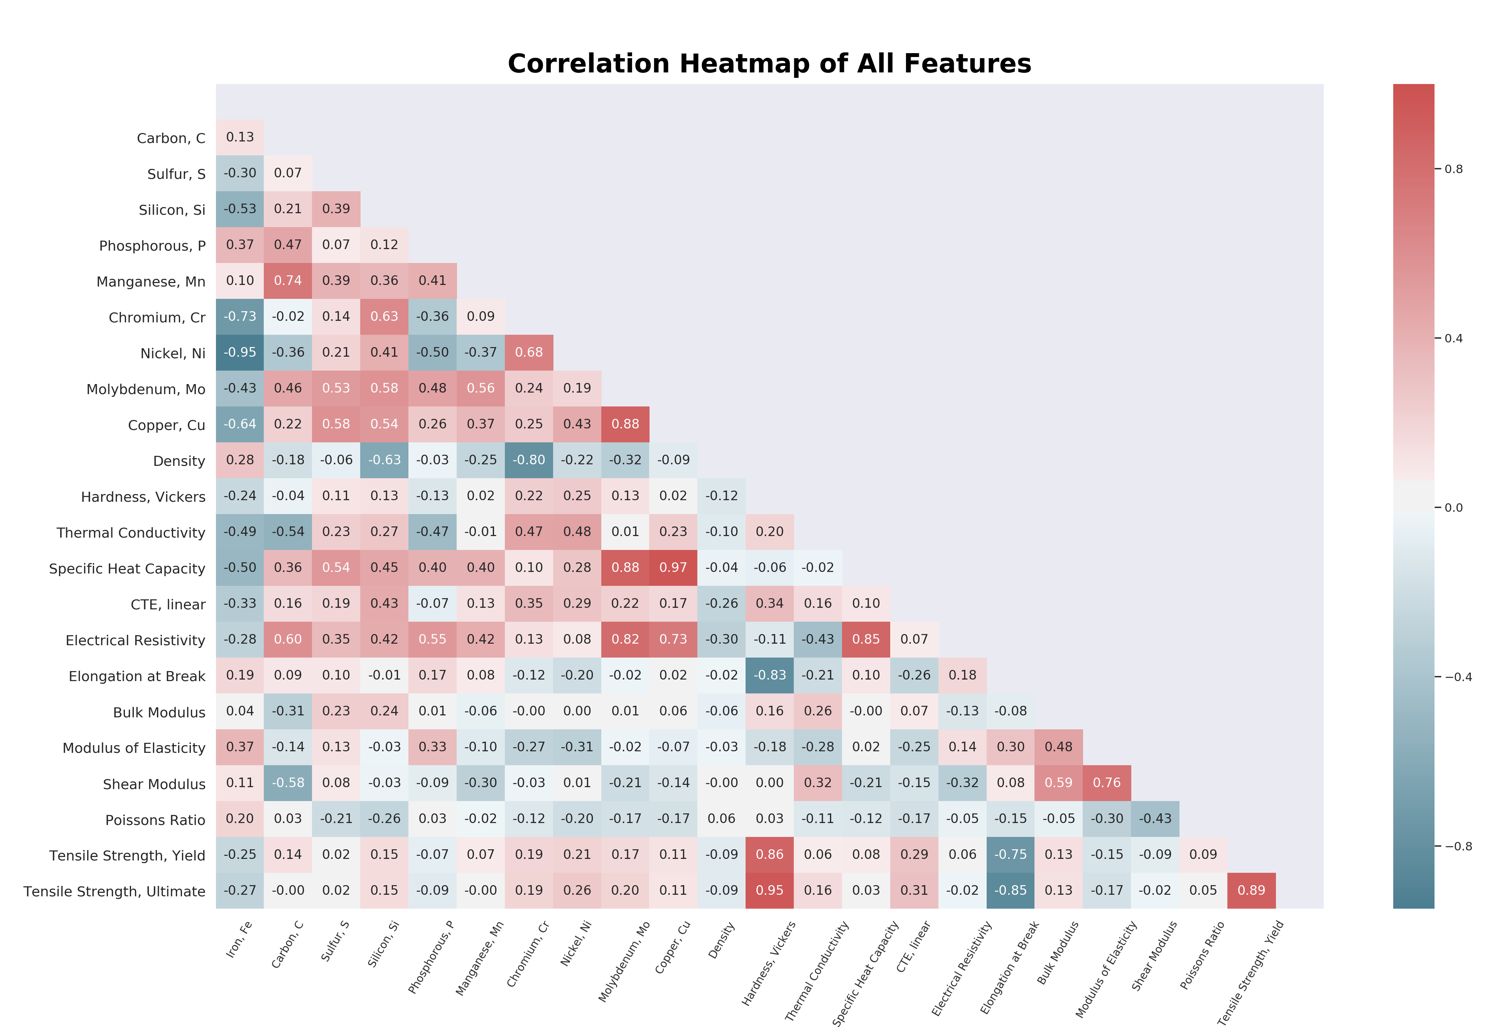 Correlation Heatmap of All Features
Carbon, C 0.13
Sulfur, S -0.30 0.07
Silicon, Si -0.53 0.21 0.39
Phosphorous, P 0.37 0.47 0.07 0.12
Manganese, Mn 0.10 0.74 0.39 0.36 0.41
Chromium, Cr -0.73 -0.02 0.14 0.63 -0.36 0.09
Nickel, Ni -0.95 -0.36 0.21 0.41 -0.50 -0.37 0.68
Molybdenum, Mo -0.43 0.46 0.53 0.58 0.48 0.56 0.24 0.19
Copper, Cu -0.64 0.22 0.58 0.54 0.26 0.37 0.25 0.43 0.88
Density 0.28 -0.18 -0.06 -0.63 -0.03 -0.25 -0.80 -0.22 -0.32 -0.09
Hardness, Vickers -0.24 -0.04 0.11 0.13 -0.13 0.02 0.22 0.25 0.13 0.02 -0.12
Thermal Conductivity -0.49 -0.54 0.23 0.27 -0.47 -0.01 0.47 0.48 0.01 0.23 -0.10 0.20
Specific Heat Capacity -0.50 0.36 0.54 0.45 0.40 0.40 0.10 0.28 0.88 0.97 -0.04 -0.06 -0.02
CTE, linear -0.33 0.16 0.19 0.43 -0.07 0.13 0.35 0.29 0.22 0.17 -0.26 0.34 0.16 0.10
Electrical Resistivity -0.28 0.60 0.35 0.42 0.55 0.42 0.13 0.08 0.82 0.73 -0.30 -0.11 -0.43 0.85 0.07
Elongation at Break 0.19 0.09 0.10 -0.01 0.17 0.08 -0.12 -0.20 -0.02 0.02 -0.02 -0.83 -0.21 0.10 -0.26 0.18
Bulk Modulus 0.04 -0.31 0.23 0.24 0.01 -0.06 -0.00 0.00 0.01 0.06 -0.06 0.16 0.26 -0.00 0.07 -0.13 -0.08
Modulus of Elasticity 0.37 -0.14 0.13 -0.03 0.33 -0.10 -0.27 -0.31 -0.02 -0.07 -0.03 -0.18 -0.28 0.02 -0.25 0.14 0.30 0.48
Shear Modulus 0.11 -0.58 0.08 -0.03 -0.09 -0.30 -0.03 0.01 -0.21 -0.14 -0.00 0.00 0.32 -0.21 -0.15 -0.32 0.08 0.59 0.76
Poissons Ratio 0.20 0.03 -0.21 -0.26 0.03 -0.02 -0.12 -0.20 -0.17 -0.17 0.06 0.03 -0.11 -0.12 -0.17 -0.05 -0.15 -0.05 -0.30 -0.43
Tensile Strength, Yield -0.25 0.14 0.02 0.15 -0.07 0.07 0.19 0.21 0.17 0.11 -0.09 0.86 0.06 0.08 0.29 0.06 -0.75 0.13 -0.15 -0.09 0.09
Tensile Strength, Ultimate -0.27 -0.00 0.02 0.15 -0.09 -0.00 0.19 0.26 0.20 0.11 -0.09 0.95 0.16 0.03 0.31 -0.02 -0.85 0.13 -0.17 -0.02 0.05 0.89
Iron, Fe
Carbon, C
Sulfur, S
Silicon, Si
Phosphorous, P
Manganese, Mn
Chromium, Cr
Nickel, Ni
Molybdenum, Mo
Copper, Cu
Density
Hardness, Vickers
Thermal Conductivity
Specific Heat Capacity
CTE, linear
Electrical Resistivity
Elongation at Break
Bulk Modulus
Modulus of Elasticity
Shear Modulus
Poissons Ratio
Tensile Strength, Yield
0.8
0.4
0.0
−0.4
−0.8